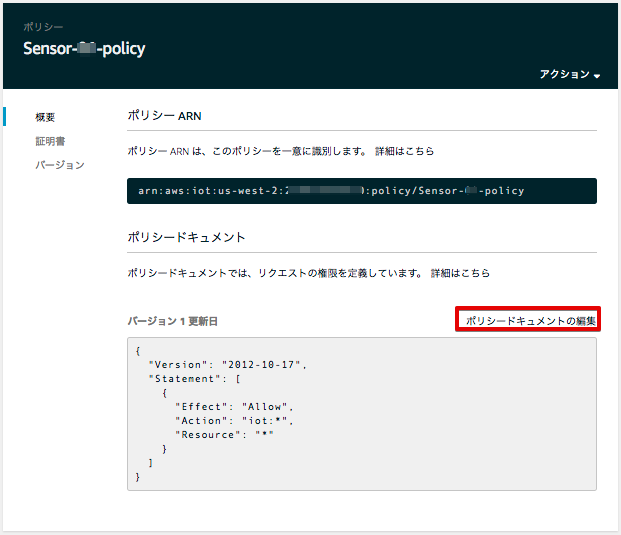 ポリシー
Sensor- -policy
アクション
概要
証明書
バージョン
ポリシー ARN
ポリシー ARN は、このポリシーを一意に識別します。 詳細はこちら
arn:aws:iot:us-west-2: :policy/Sensor- -policy
ポリシードキュメント
ポリシードキュメントでは、リクエストの権限を定義しています。 詳細はこちら
バージョン 1 更新日
ポリシードキュメントの編集
{
"Version": "2012-10-17",
"Statement": [
{
"Effect": "Allow",
"Action": "iot:*",
"Resource": "*"
}
]
}